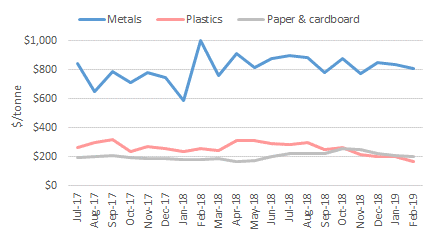 Metals Plastics Paper & cardboard
$1,000
$800
$600
$400
$200
$0
$/tonne
Jul-17
Aug-17
Sep-17
Oct-17
Nov-17
Dec-17
Jan-18
Feb-18
Mar-18
Apr-18
May-18
Jun-18
Jul-18
Aug-18
Sep-18
Oct-18
Nov-18
Dec-18
Jan-19
Feb-19